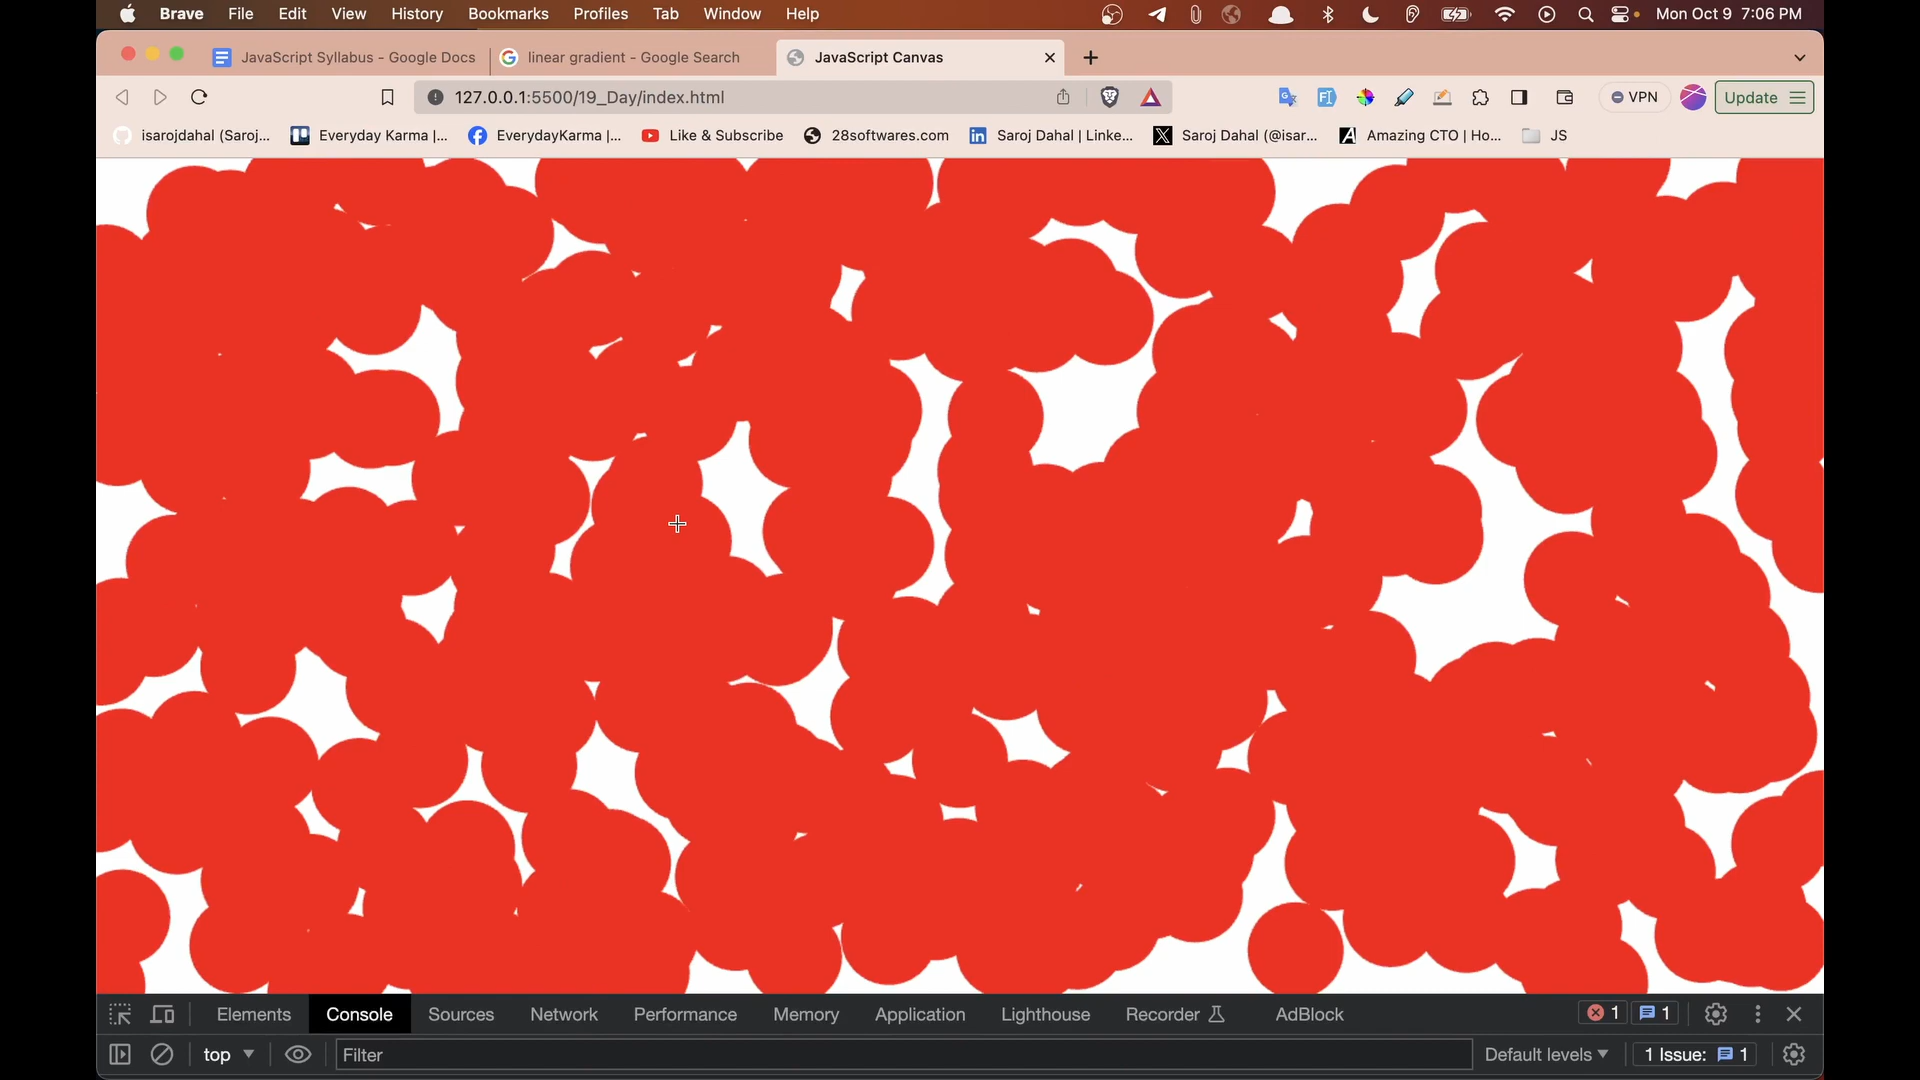 Brave File Edit View History Bookmarks Profiles Tab Window Help Mon Oct 9 7:06 PM
JavaScript Syllabus - Google Docs linear gradient - Google Search JavaScript Canvas
127.0.0.1:5500/19_Day/index.html VPN Update
isarojdahal (Saroj... Everyday Karma |... EverydayKarma |... Like & Subscribe 28softwares.com Saroj Dahal | Linke... Saroj Dahal (@isar... Amazing CTO | Ho... JS
Elements Console Sources Network Performance Memory Application Lighthouse Recorder AdBlock 1 1
top Filter Default levels 1 Issue: 1